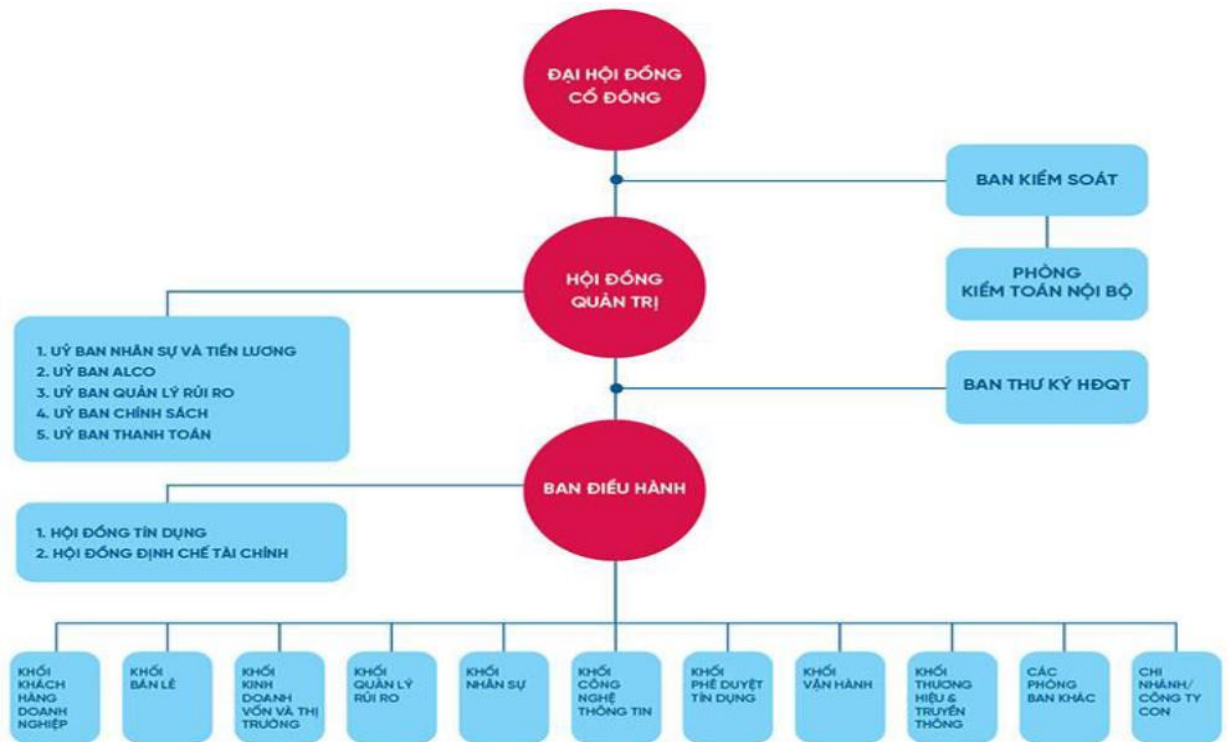 ĐẠI HỘI ĐỒNG
CỔ ĐÔNG
BAN KIỂM SOÁT
PHÒNG
KIỂM TOÁN NỘI BỘ
HỘI ĐỒNG
QUẢN TRỊ
1. UỶ BAN NHÂN SỰ VÀ TIỀN LƯƠNG
2. UỶ BAN ALCO
3. UỶ BAN QUẢN LÝ RỦI RO
4. UỶ BAN CHÍNH SÁCH
5. UỶ BAN THANH TOÁN
BAN THƯ KÝ HĐQT
BAN ĐIỀU HÀNH
1. HỘI ĐỒNG TÍN DỤNG
2. HỘI ĐỒNG ĐỊNH CHẾ TÀI CHÍNH
KHỐI
KHÁCH
HÀNG
DOANH
NGHIỆP
KHỐI
BÁN LẺ
KHỐI
KINH
DOANH
VỐN VÀ THỊ
TRƯỜNG
KHỐI
QUẢN LÝ
RỦI RO
KHỐI
NHÂN SỰ
KHỐI
CÔNG
NGHỆ
THÔNG TIN
KHỐI
PHÊ DUYỆT
TÍN DỤNG
KHỐI
VẬN HÀNH
KHỐI
THƯƠNG
HIỆU &
TRUYỀN
THÔNG
CÁC
PHÒNG
BAN KHÁC
CHI
NHÁNH/
CÔNG TY
CON